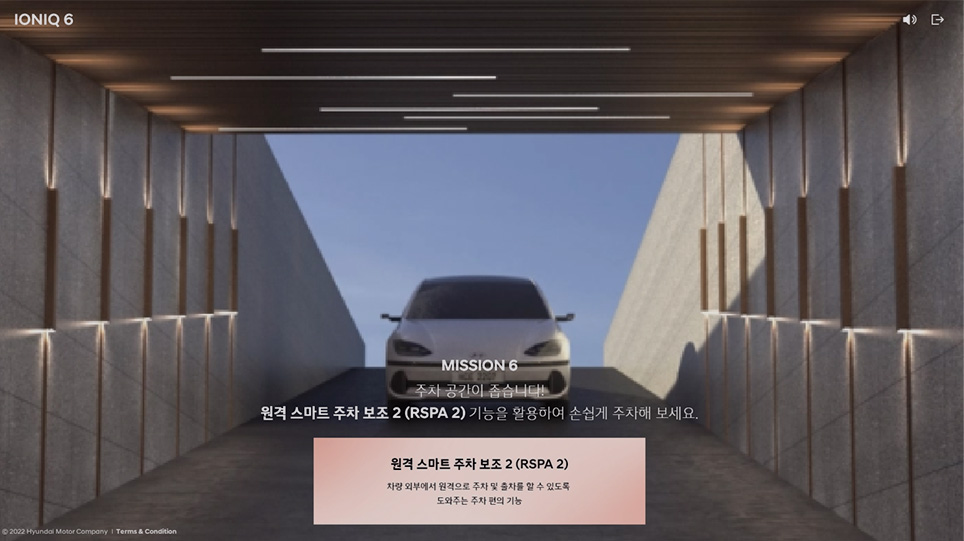 IONIQ 6
MISSION 6
주차 공간이 좁습니다!
원격 스마트 주차 보조 2 (RSPA 2) 기능을 활용하여 손쉽게 주차해 보세요.
원격 스마트 주차 보조 2 (RSPA 2)
차량 외부에서 원격으로 주차 및 출차를 할 수 있도록
도와주는 주차 편의 기능
© 2022 Hyundai Motor Company | Terms & Condition